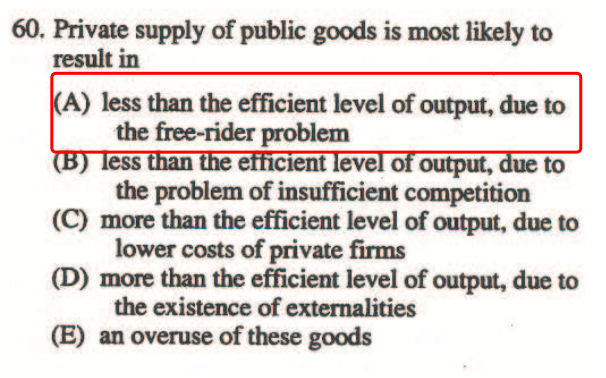 60. Private supply of public goods is most likely to
result in
(A) less than the efficient level of output, due to
the free-rider problem
(B) less than the efficient level of output, due to
the problem of insufficient competition
(C) more than the efficient level of output, due to
lower costs of private firms
(D) more than the efficient level of output, due to
the existence of externalities
(E) an overuse of these goods